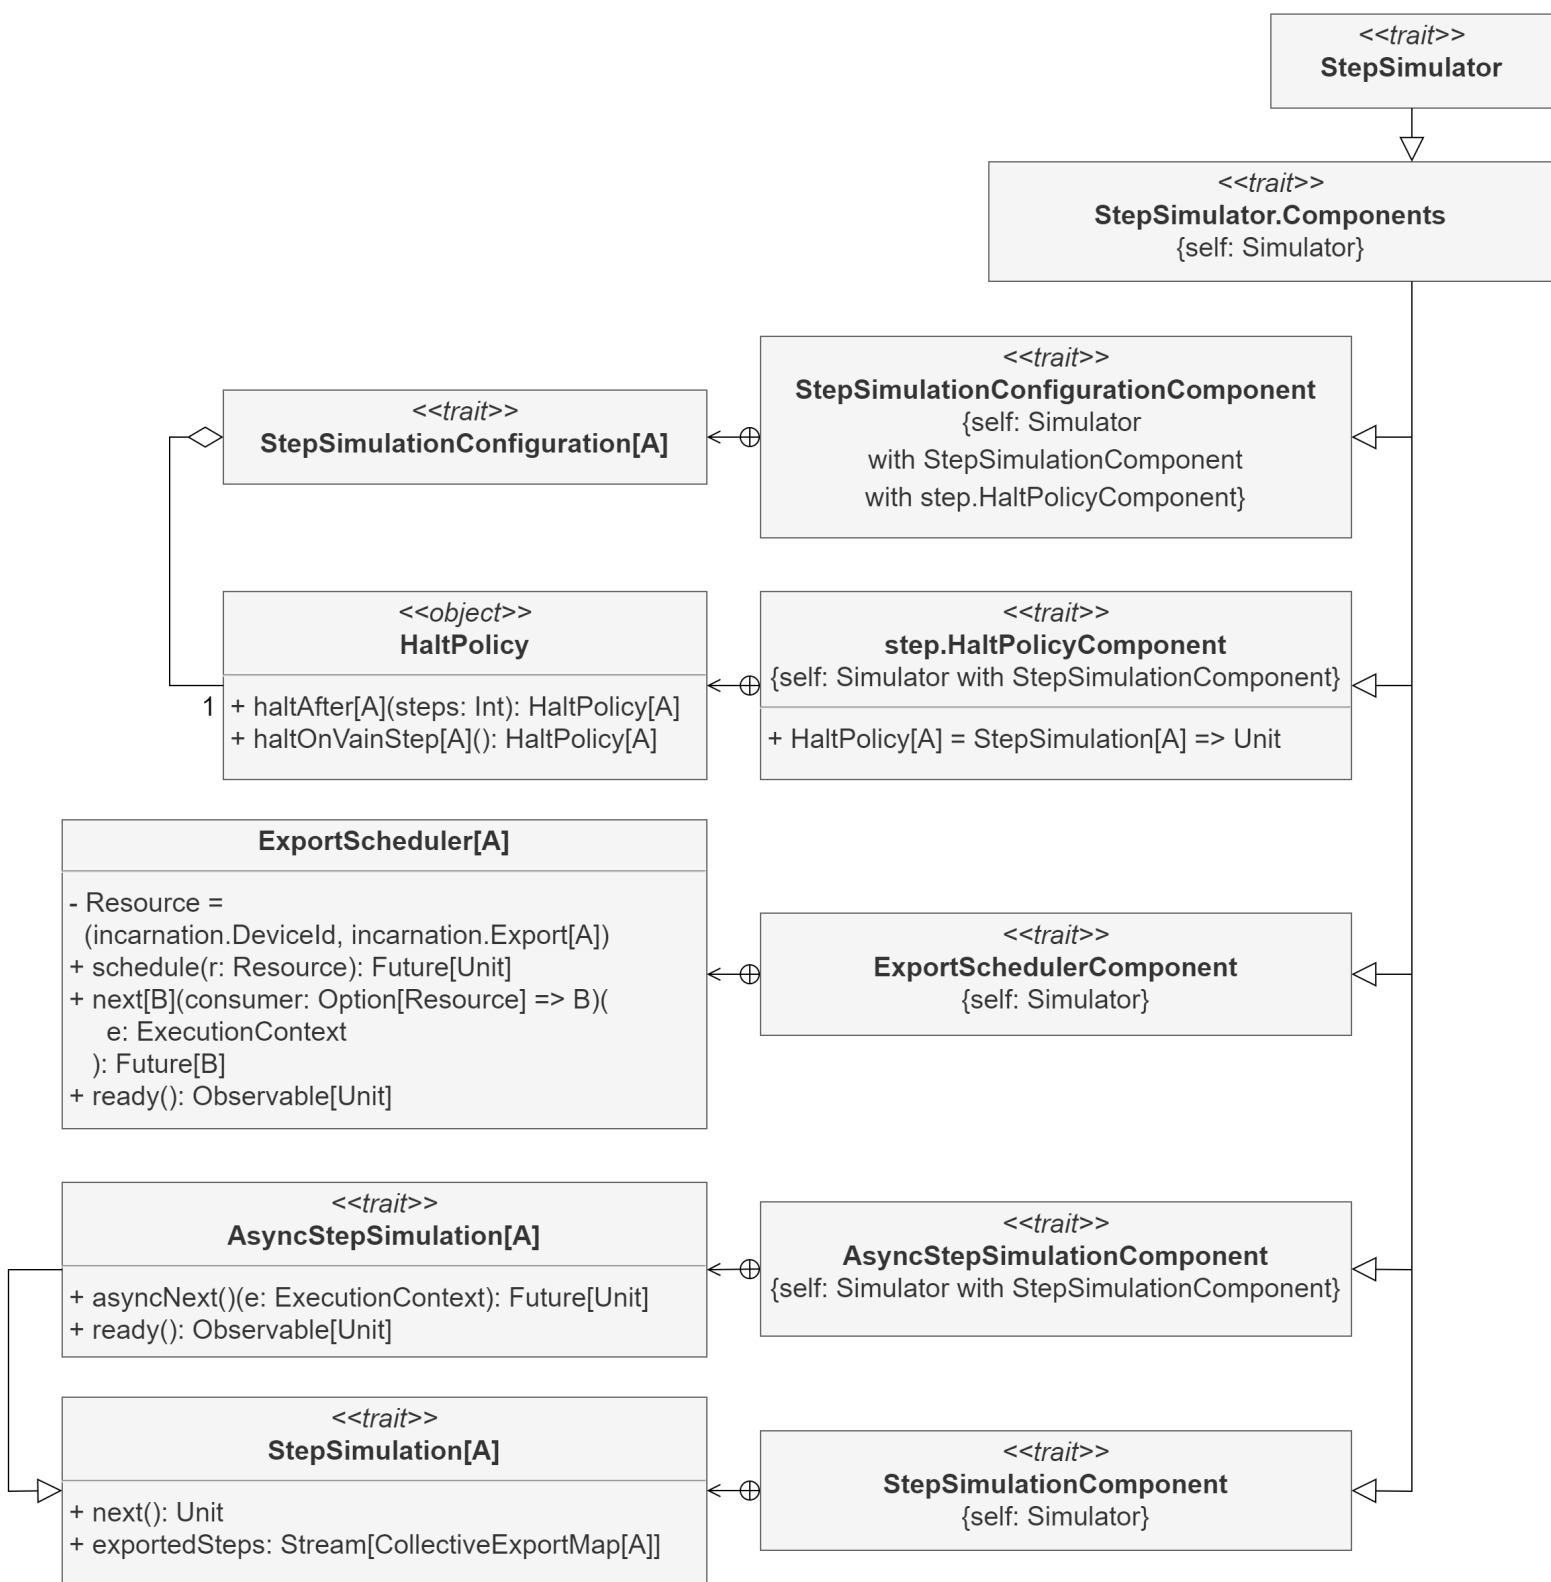 <<trait>>
StepSimulator
<<trait>>
StepSimulator.Components
{self: Simulator}
<<trait>>
StepSimulationConfiguration[A]
<<trait>>
StepSimulationConfigurationComponent
{self: Simulator
with StepSimulationComponent
with step.HaltPolicyComponent}
<<object>>
HaltPolicy
1
+ haltAfter[A](steps: Int): HaltPolicy[A]
+ haltOnVainStep[A](): HaltPolicy[A]
<<trait>>
step.HaltPolicyComponent
{self: Simulator with StepSimulationComponent}
+ HaltPolicy[A] = StepSimulation[A] => Unit
ExportScheduler[A]
- Resource =
(incarnation.DeviceId, incarnation.Export[A])
+ schedule(r: Resource): Future[Unit]
+ next[B](consumer: Option[Resource] => B)(
e: ExecutionContext
): Future[B]
+ ready(): Observable[Unit]
<<trait>>
ExportSchedulerComponent
{self: Simulator}
<<trait>>
AsyncStepSimulation[A]
+ asyncNext()(e: ExecutionContext): Future[Unit]
+ ready(): Observable[Unit]
<<trait>>
AsyncStepSimulationComponent
{self: Simulator with StepSimulationComponent}
<<trait>>
StepSimulation[A]
+ next(): Unit
+ exportedSteps: Stream[CollectiveExportMap[A]]
<<trait>>
StepSimulationComponent
{self: Simulator}